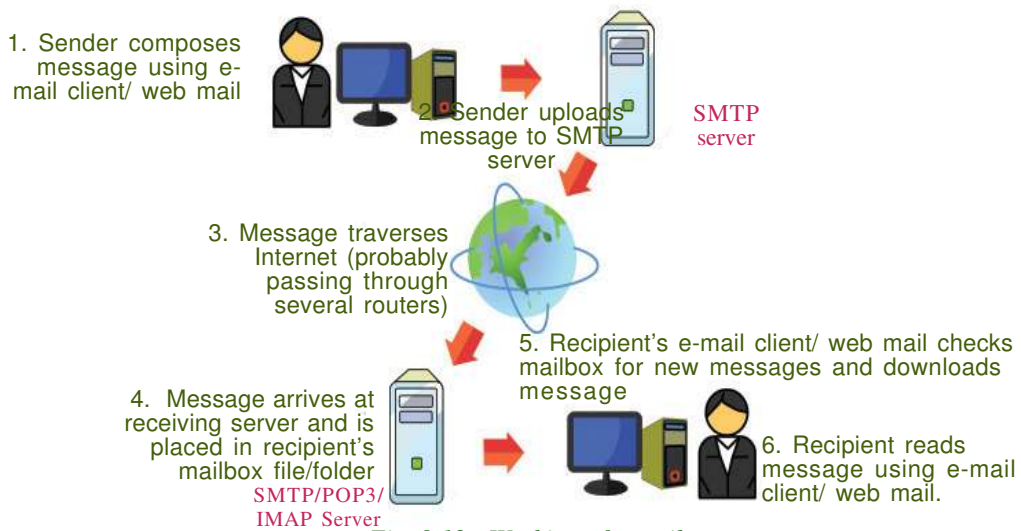 1. Sender composes
message using e-
mail client/ web mail
2. Sender uploads
message to SMTP
server
SMTP
server
3. Message traverses
Internet (probably
passing through
several routers)
4. Message arrives at
receiving server and is
placed in recipient's
mailbox file/folder
SMTP/POP3/
IMAP Server
5. Recipient's e-mail client/ web mail checks
mailbox for new messages and downloads
message
6. Recipient reads
message using e-mail
client/ web mail.